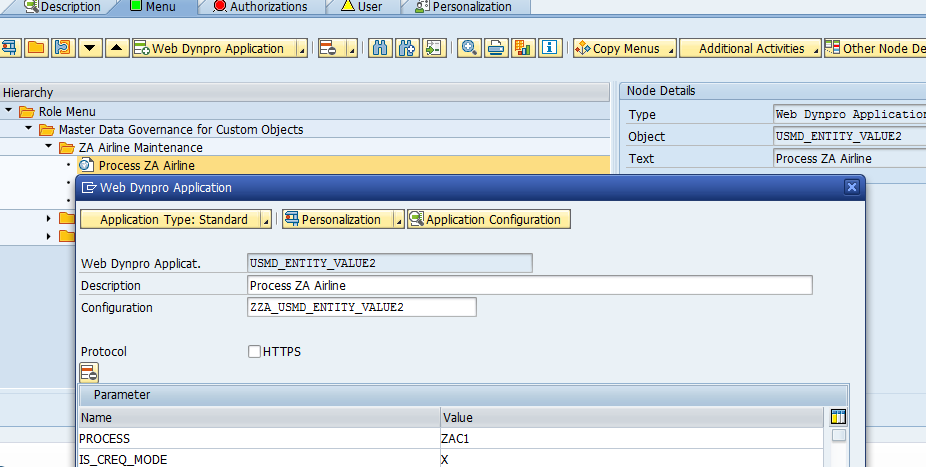 Description Menu Authorizations User Personalization
Web Dynpro Application Copy Menus Additional Activities Other Node De
Hierarchy
Role Menu
Master Data Governance for Custom Objects
ZA Airline Maintenance
Process ZA Airline
Node Details
Type Web Dynpro Application
Object USMD_ENTITY_VALUE2
Text Process ZA Airline
Web Dynpro Application
Application Type: Standard Personalization Application Configuration
Web Dynpro Applicat. USMD_ENTITY_VALUE2
Description Process ZA Airline
Configuration ZZA_USMD_ENTITY_VALUE2
Protocol HTTPS
Parameter
Name Value
PROCESS ZAC1
IS_CREQ_MODE X